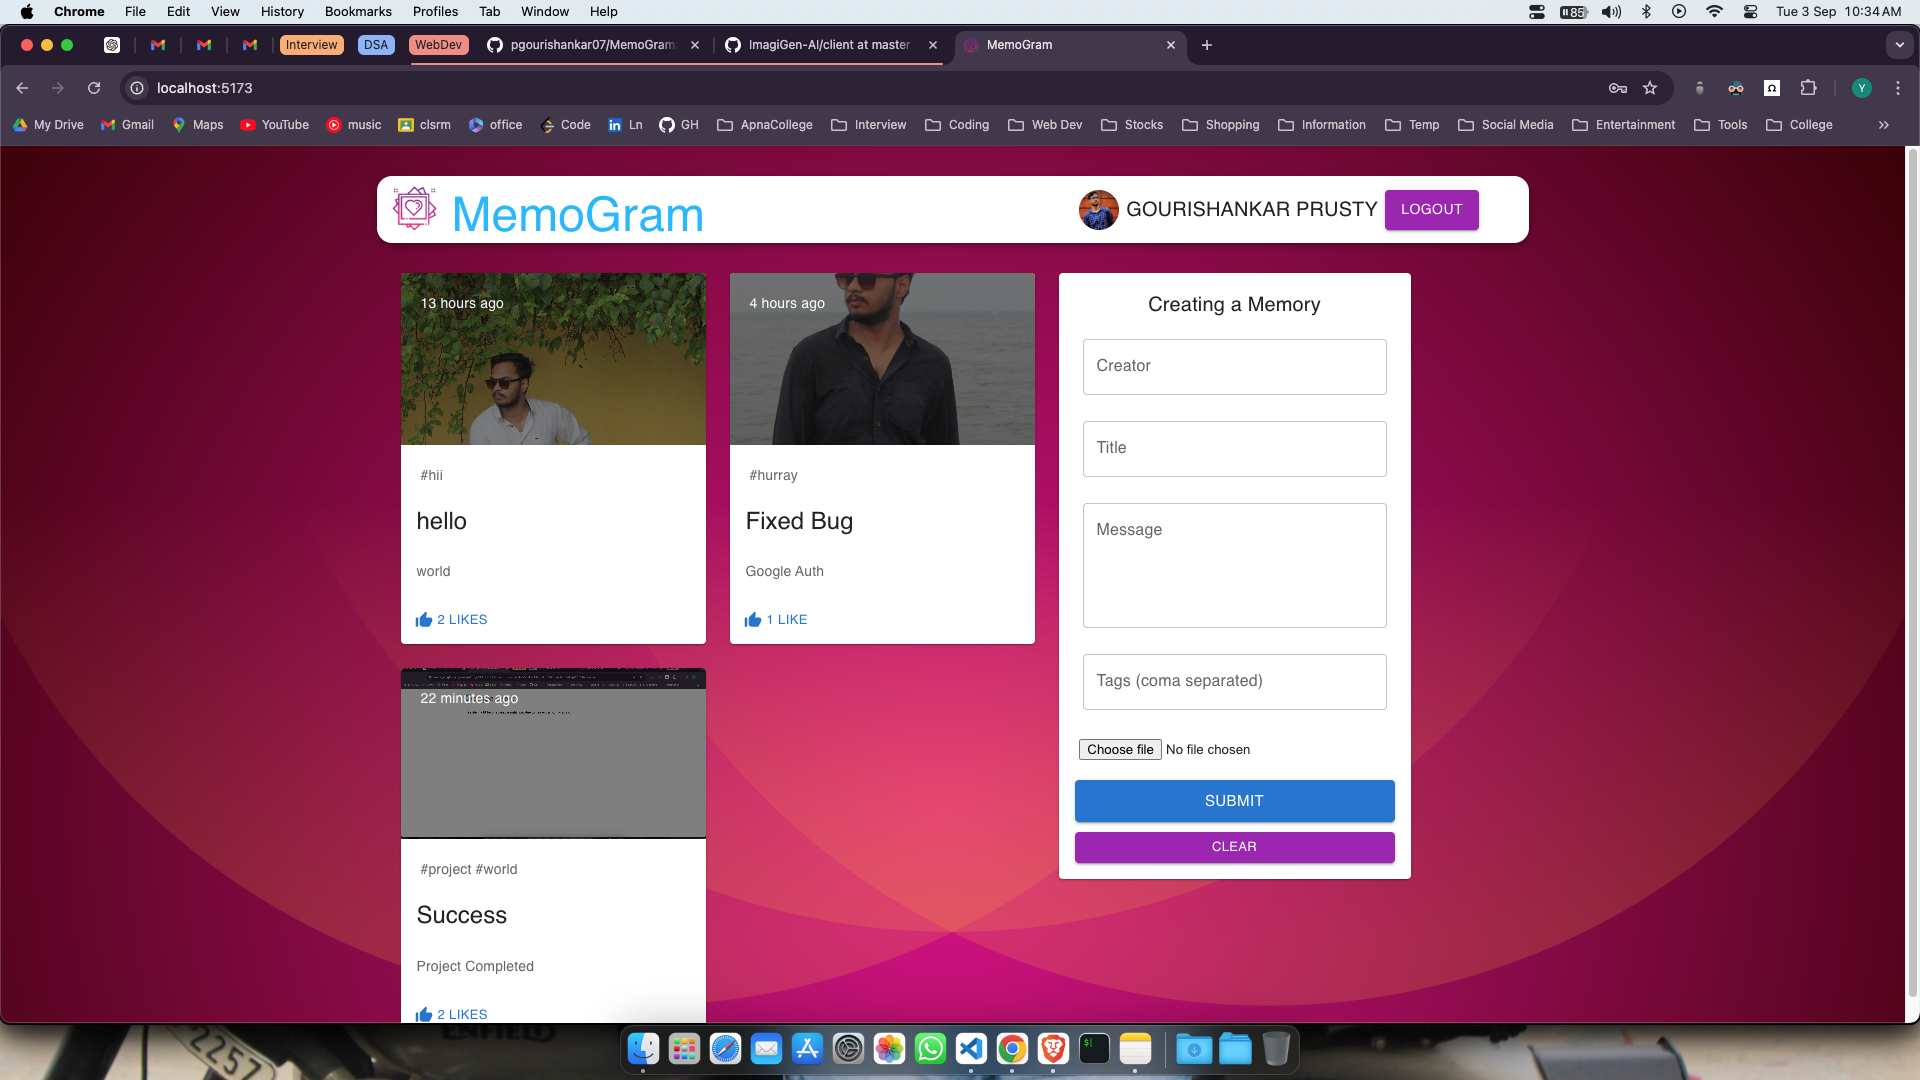 Chrome File Edit View History Bookmarks Profiles Tab Window Help 85 Tue 3 Sep 10:34 AM
Interview DSA WebDev pgourishankar07/MemoGram: ImagiGen-AI/client at master MemoGram
localhost:5173 Y
My Drive Gmail Maps YouTube music clsrm office Code Ln GH ApnaCollege Interview Coding Web Dev Stocks Shopping Information Temp Social Media Entertainment Tools College
MemoGram
GOURISHANKAR PRUSTY LOGOUT
13 hours ago
#hii
hello
world
2 LIKES
4 hours ago
#hurray
Fixed Bug
Google Auth
1 LIKE
22 minutes ago
#project #world
Success
Project Completed
2 LIKES
Creating a Memory
Creator
Title
Message
Tags (coma separated)
Choose file No file chosen
SUBMIT
CLEAR
ENFIELD
2257